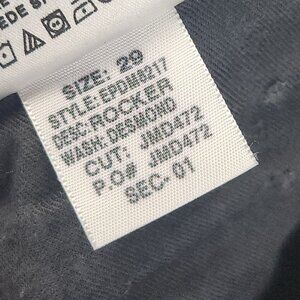 SIZE: 29
STYLE: EPDM8217
DESC: ROCKER
WASH: DESMOND
CUT: JMD472
P.O# JMD472
SEC. 01